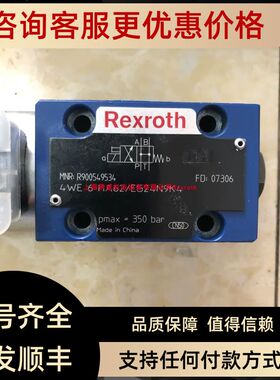 咨询客服更优惠价格
Rexroth
A B
a b
P T
MNR: R900549534
FD: 07306
pmax = 350 bar
Made in
号齐全
品质保障 值得信赖
发顺丰
支持任何付款方式